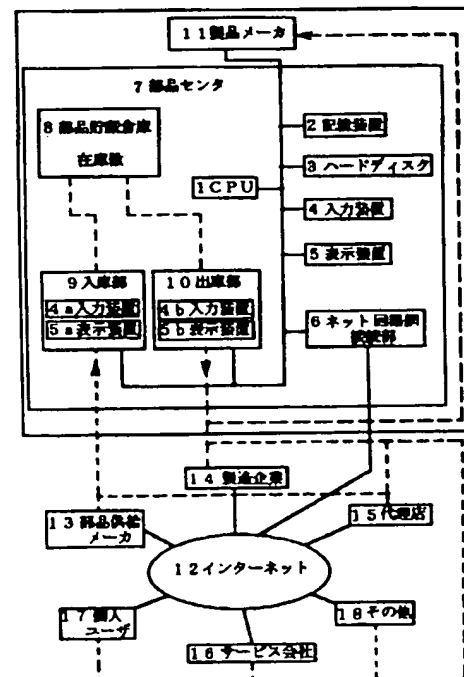 11製品メーカ
7部品センタ
8部品貯蔵倉庫
在庫数
2記憶装置
3ハードディスク
1CPU
4入力装置
5表示装置
9入庫部
4a入力装置
5a表示装置
10出庫部
4b入力装置
5b表示装置
6ネット回線網
接続部
14製造企業
13部品供給
メーカ
15代理店
12インターネット
17個人
ユーザ
18その他
16サービス会社